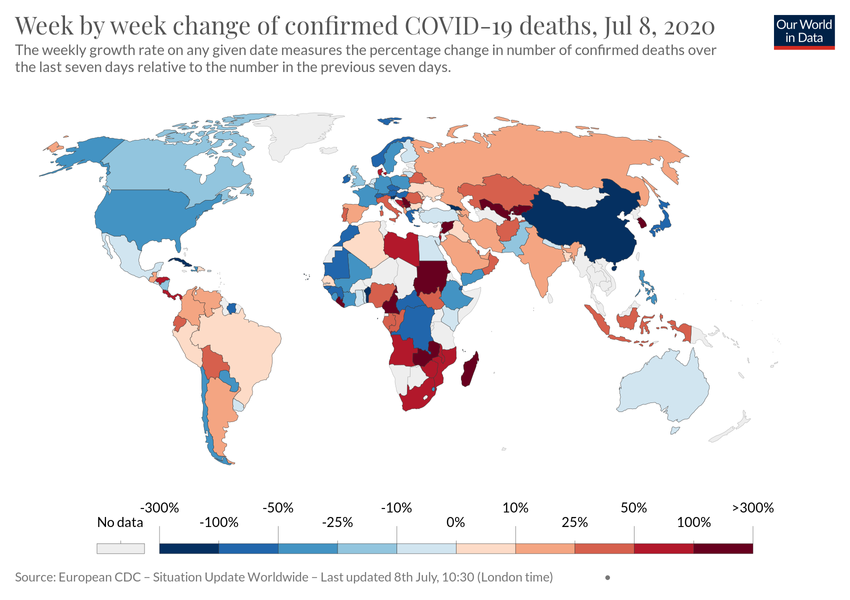 Week by week change of confirmed COVID-19 deaths, Jul 8, 2020
Our World
in Data
The weekly growth rate on any given date measures the percentage change in number of confirmed deaths over
the last seven days relative to the number in the previous seven days.
-300% -50% -10% 10% 50% >300%
No data -100% -25% 0% 25% 100%
Source: European CDC – Situation Update Worldwide – Last updated 8th July, 10:30 (London time) •